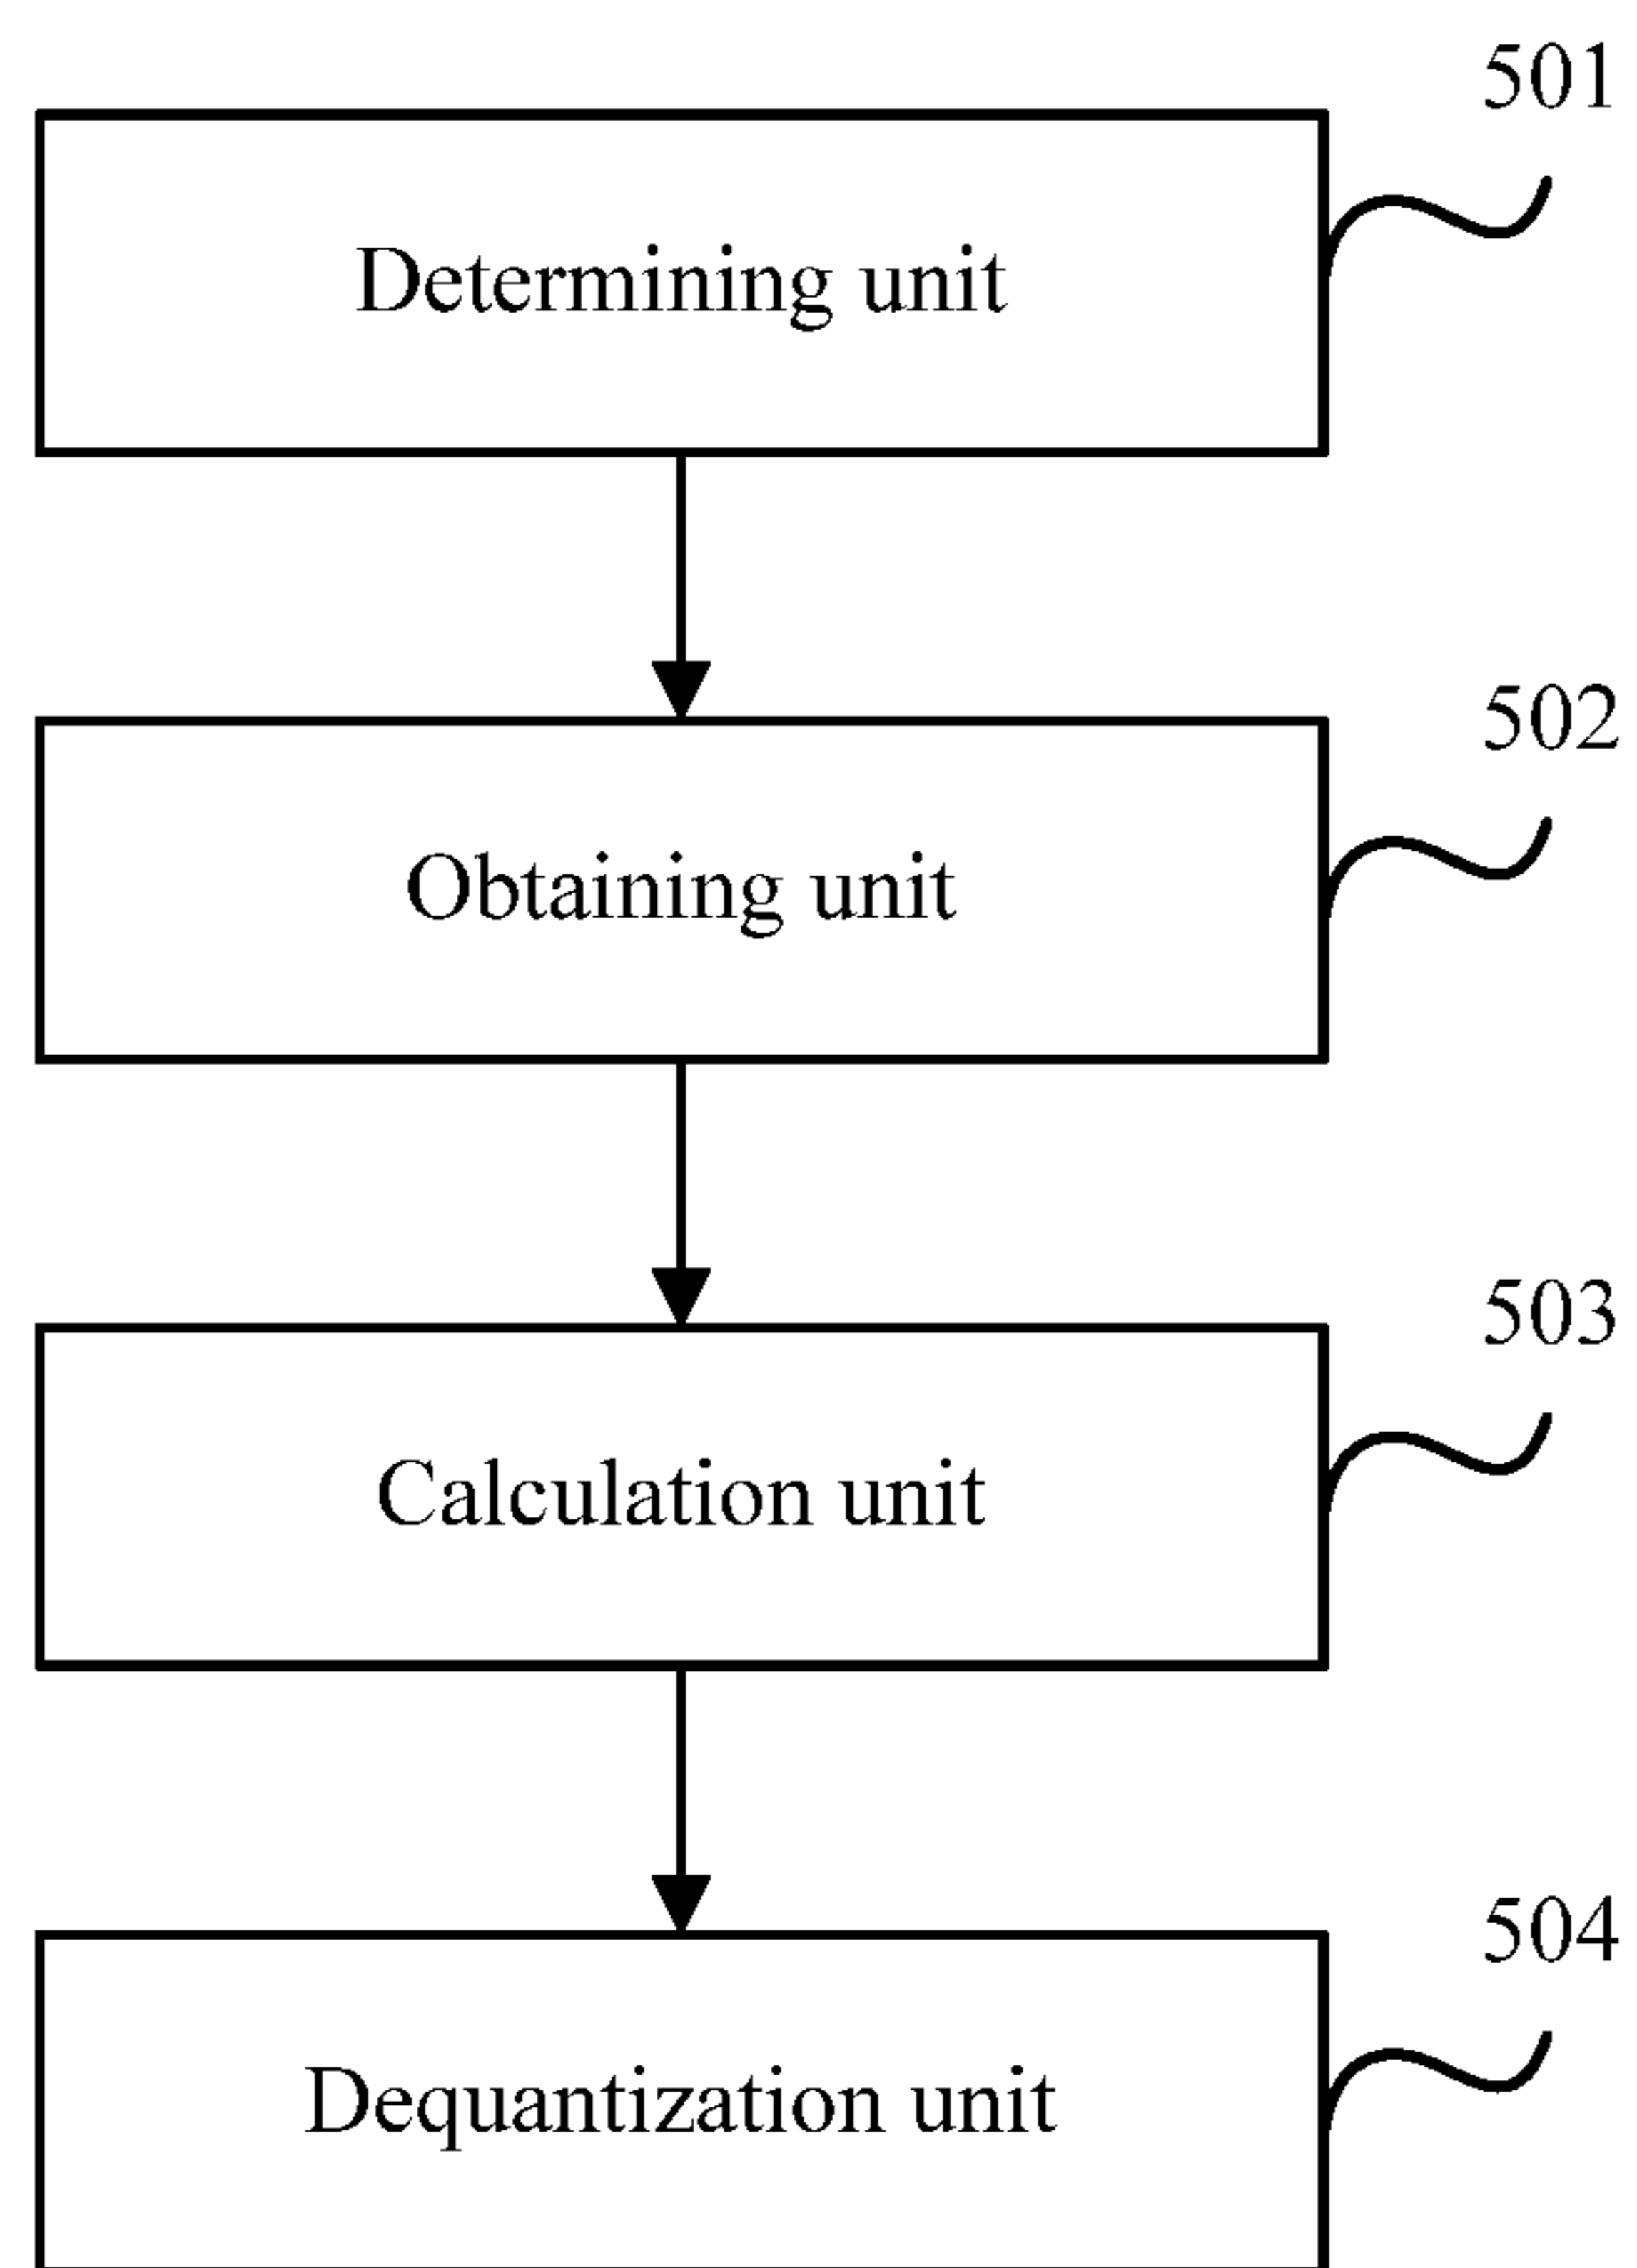 501
Determining unit
502
Obtaining unit
503
Calculation unit
504
Dequantization unit